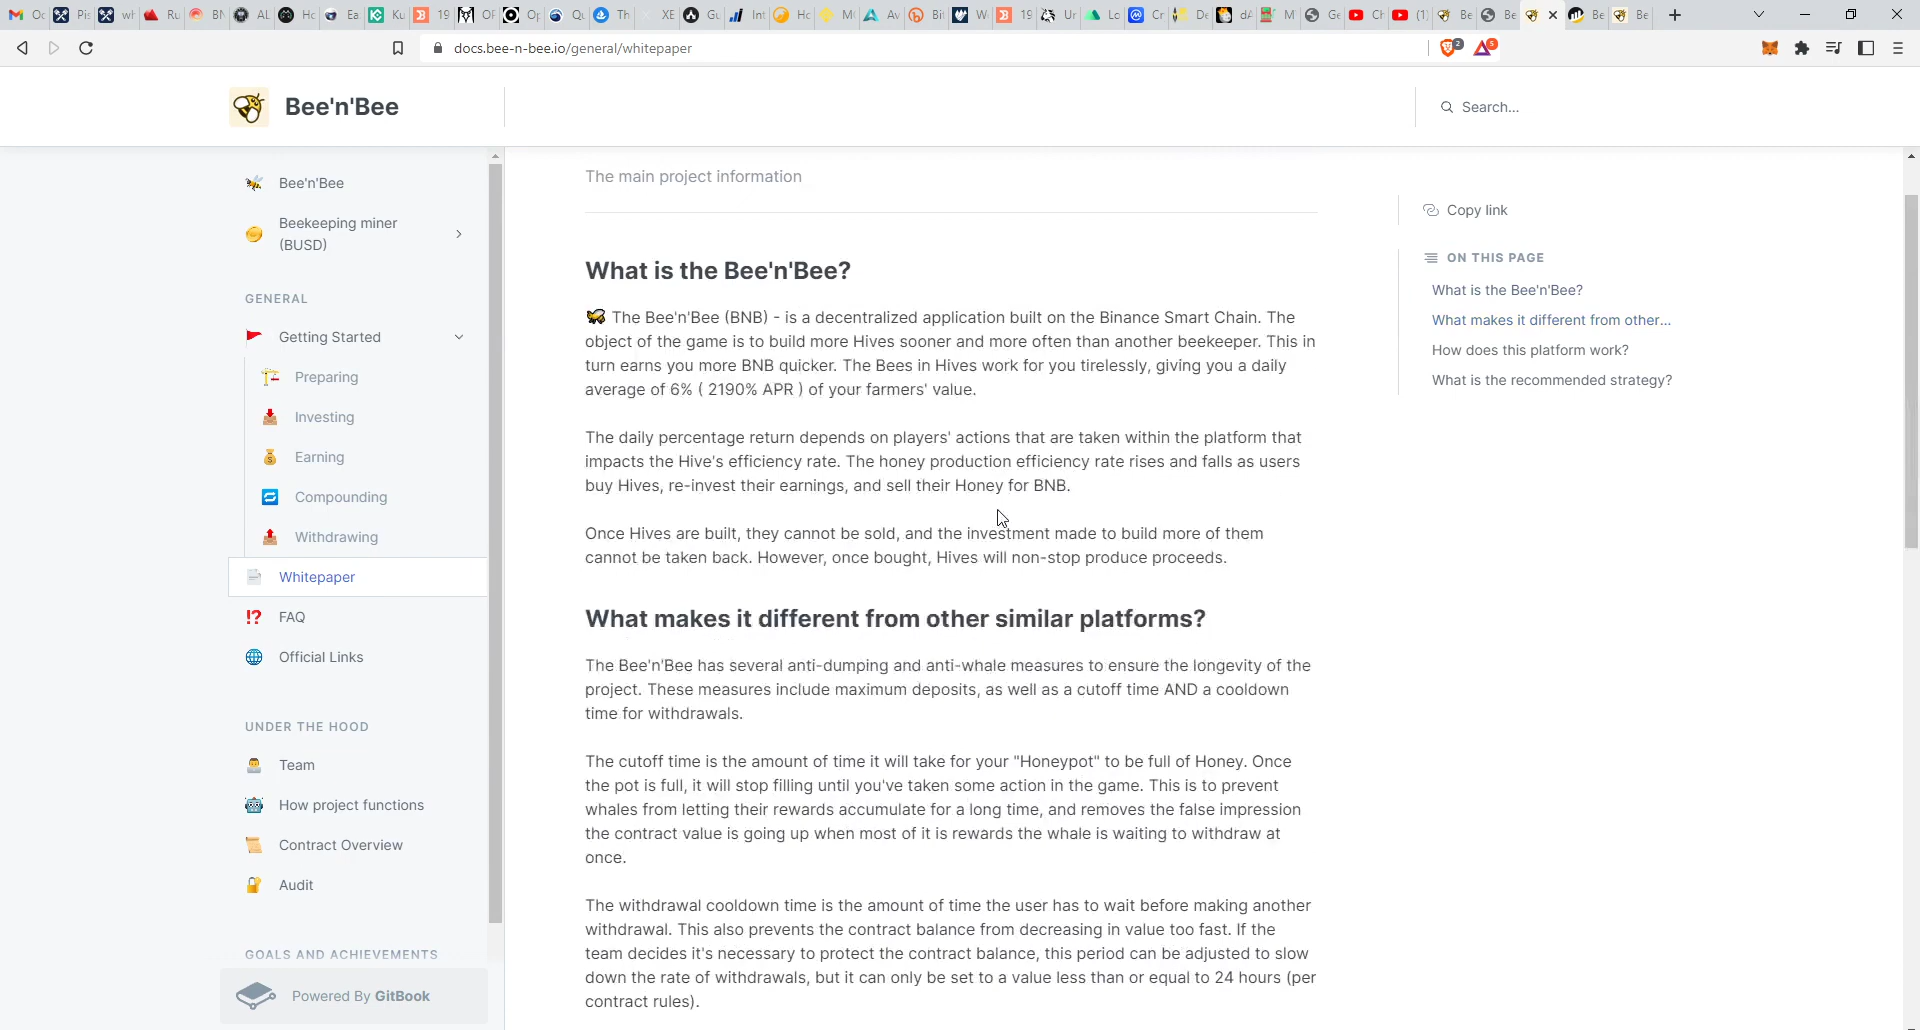 docs.bee-n-bee.io/general/whitepaper
2
5
Bee'n'Bee
Search...
Bee'n'Bee
Beekeeping miner
(BUSD)
GENERAL
Getting Started
Preparing
Investing
Earning
Compounding
Withdrawing
Whitepaper
FAQ
Official Links
UNDER THE HOOD
Team
How project functions
Contract Overview
Audit
GOALS AND ACHIEVEMENTS
Powered By GitBook
The main project information
What is the Bee'n'Bee?
The Bee'n'Bee (BNB) - is a decentralized application built on the Binance Smart Chain. The
object of the game is to build more Hives sooner and more often than another beekeeper. This in
turn earns you more BNB quicker. The Bees in Hives work for you tirelessly, giving you a daily
average of 6% ( 2190% APR ) of your farmers' value.
The daily percentage return depends on players' actions that are taken within the platform that
impacts the Hive's efficiency rate. The honey production efficiency rate rises and falls as users
buy Hives, re-invest their earnings, and sell their Honey for BNB.
Once Hives are built, they cannot be sold, and the investment made to build more of them
cannot be taken back. However, once bought, Hives will non-stop produce proceeds.
What makes it different from other similar platforms?
The Bee'n'Bee has several anti-dumping and anti-whale measures to ensure the longevity of the
project. These measures include maximum deposits, as well as a cutoff time AND a cooldown
time for withdrawals.
The cutoff time is the amount of time it will take for your "Honeypot" to be full of Honey. Once
the pot is full, it will stop filling until you've taken some action in the game. This is to prevent
whales from letting their rewards accumulate for a long time, and removes the false impression
the contract value is going up when most of it is rewards the whale is waiting to withdraw at
once.
The withdrawal cooldown time is the amount of time the user has to wait before making another
withdrawal. This also prevents the contract balance from decreasing in value too fast. If the
team decides it's necessary to protect the contract balance, this period can be adjusted to slow
down the rate of withdrawals, but it can only be set to a value less than or equal to 24 hours (per
contract rules).
Copy link
ON THIS PAGE
What is the Bee'n'Bee?
What makes it different from other...
How does this platform work?
What is the recommended strategy?